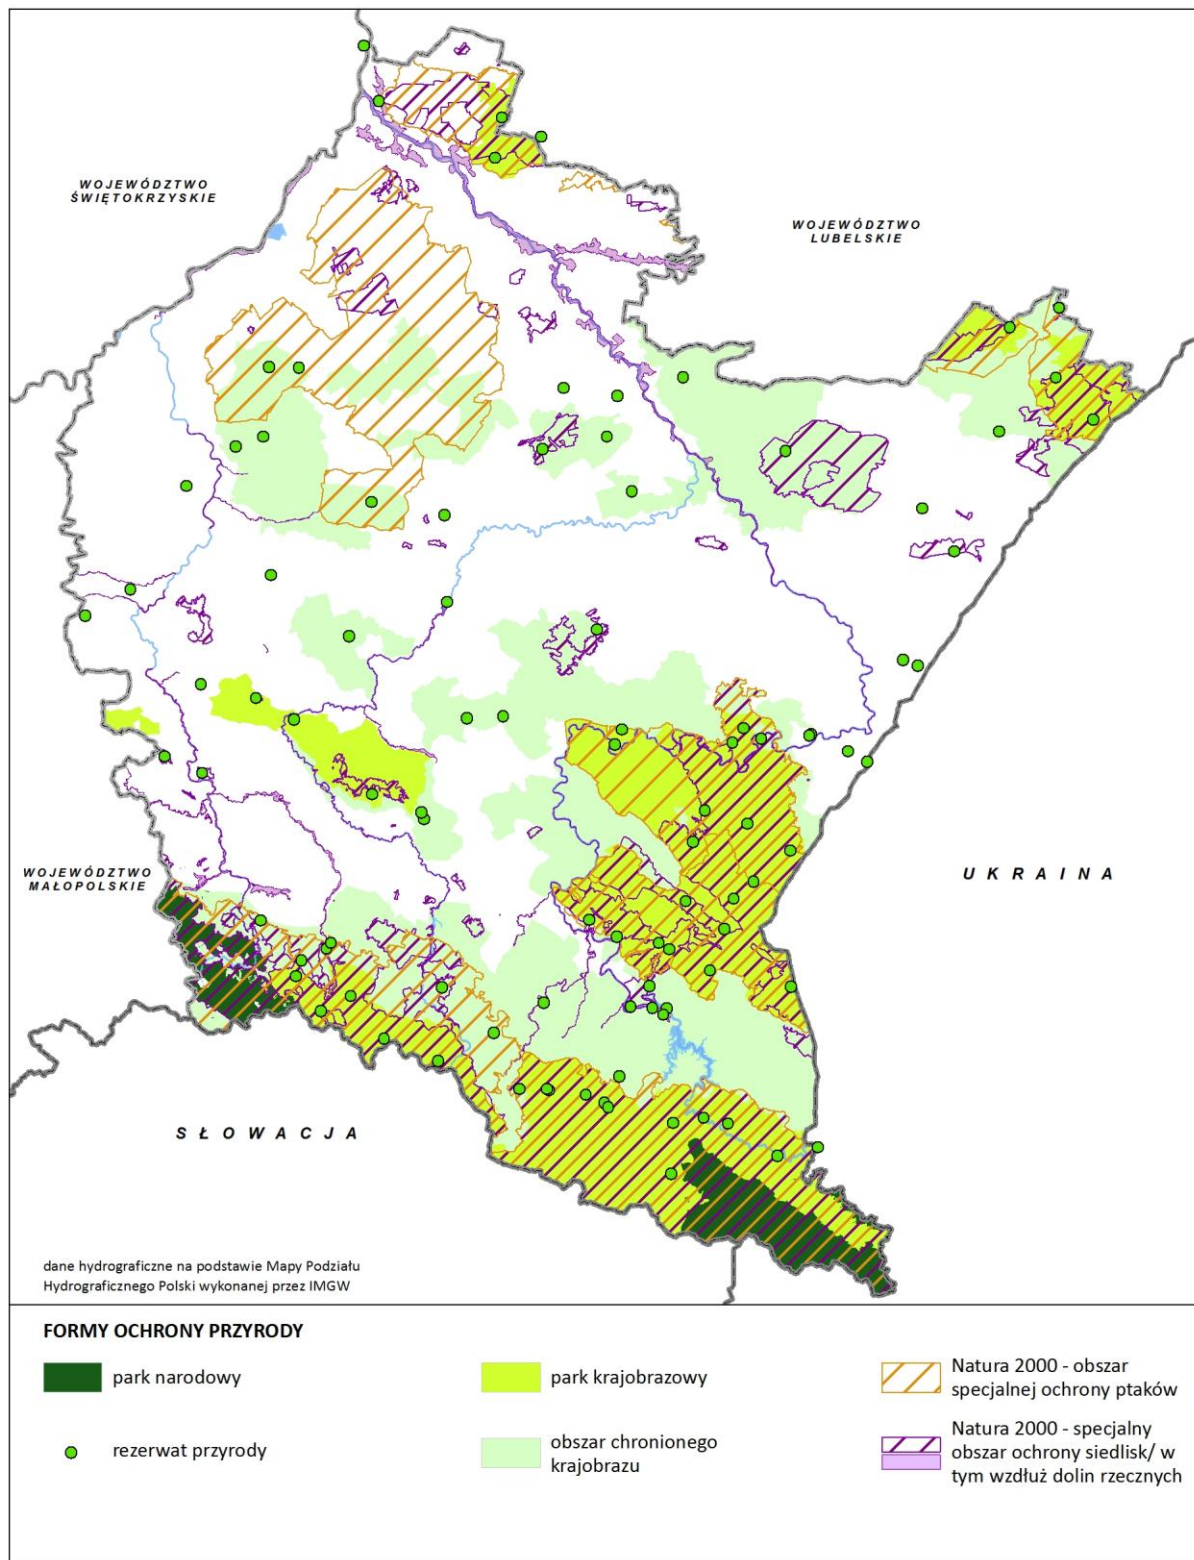 WOJEWÓDZTWO
ŚWIĘTOKRZYSKIE
WOJEWÓDZTWO
LUBELSKIE
WOJEWÓDZTWO
MAŁOPOLSKIE
UKRAINA
SŁOWACJA
dane hydrograficzne na podstawie Mapy Podziału
Hydrograficznego Polski wykonanej przez IMGW
FORMY OCHRONY PRZYRODY
park narodowy
rezerwat przyrody
park krajobrazowy
obszar chronionego
krajobrazu
Natura 2000 - obszar
specjalnej ochrony ptaków
Natura 2000 - specjalny
obszar ochrony siedlisk/ w
tym wzdłuż dolin rzecznych